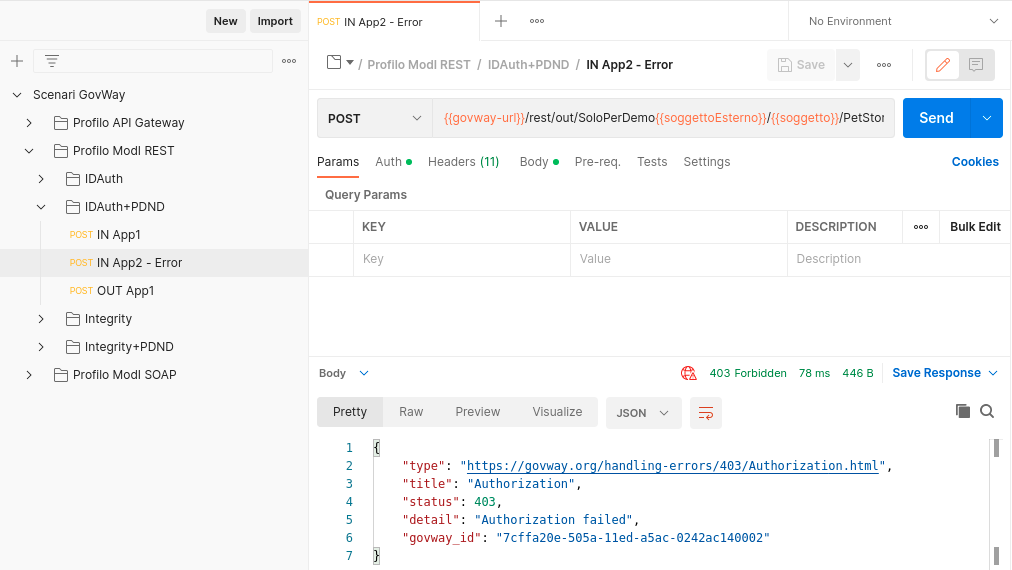 New
Import
POST IN App2 - Error
No Environment
/ Profilo ModI REST / IDAuth+PDND / IN App2 - Error
Save
Scenari GovWay
Profilo API Gateway
Profilo ModI REST
IDAuth
IDAuth+PDND
POST IN App1
POST IN App2 - Error
POST OUT App1
Integrity
Integrity+PDND
Profilo ModI SOAP
POST
{{govway-url}}/rest/out/SoloPerDemo{{soggettoEsterno}}/{{soggetto}}/PetStor
Send
Params
Auth
Headers (11)
Body
Pre-req.
Tests
Settings
Cookies
Query Params
KEY VALUE DESCRIPTION Bulk Edit
Key Value Description
Body
403 Forbidden 78 ms 446 B Save Response
Pretty Raw Preview Visualize JSON
1 {
2 "type": "https://govway.org/handling-errors/403/Authorization.html",
3 "title": "Authorization",
4 "status": 403,
5 "detail": "Authorization failed",
6 "govway_id": "7cffa20e-505a-11ed-a5ac-0242ac140002"
7 }